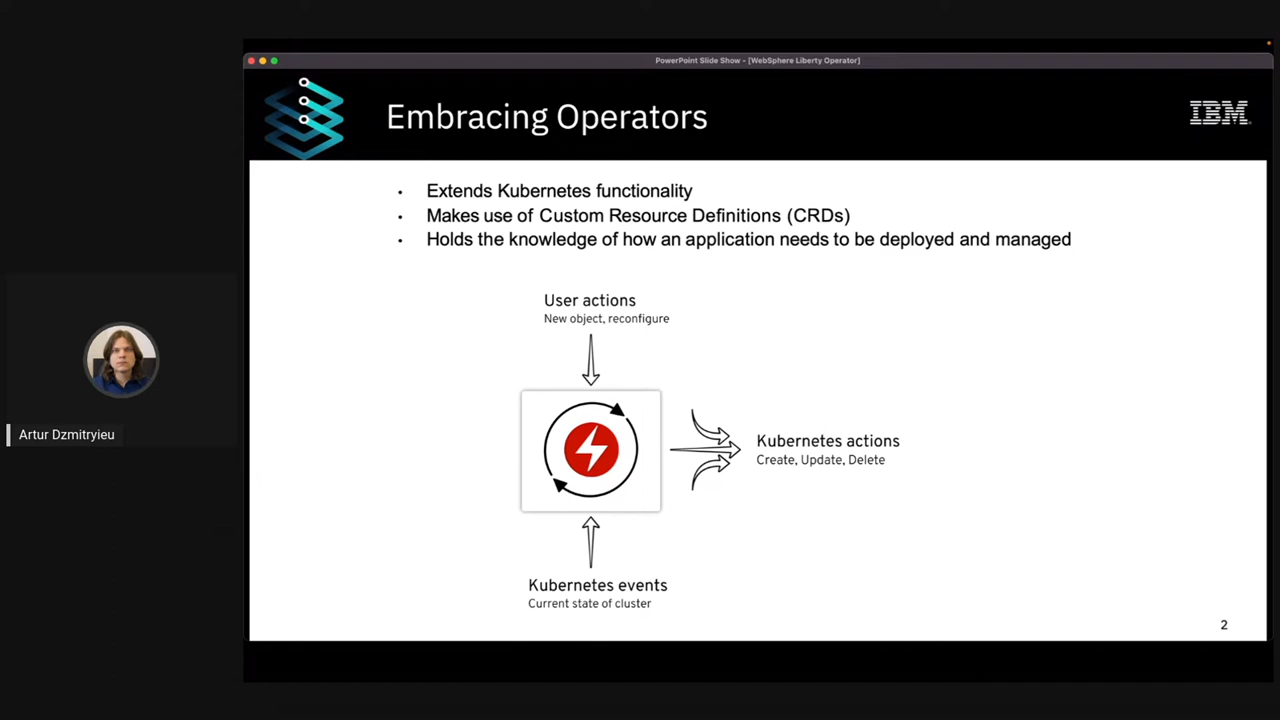 PowerPoint Slide Show - [WebSphere Liberty Operator]
Embracing Operators
IBM
• Extends Kubernetes functionality
• Makes use of Custom Resource Definitions (CRDs)
• Holds the knowledge of how an application needs to be deployed and managed
User actions
New object, reconfigure
Kubernetes actions
Create, Update, Delete
Artur Dzmitryieu
Kubernetes events
Current state of cluster
2